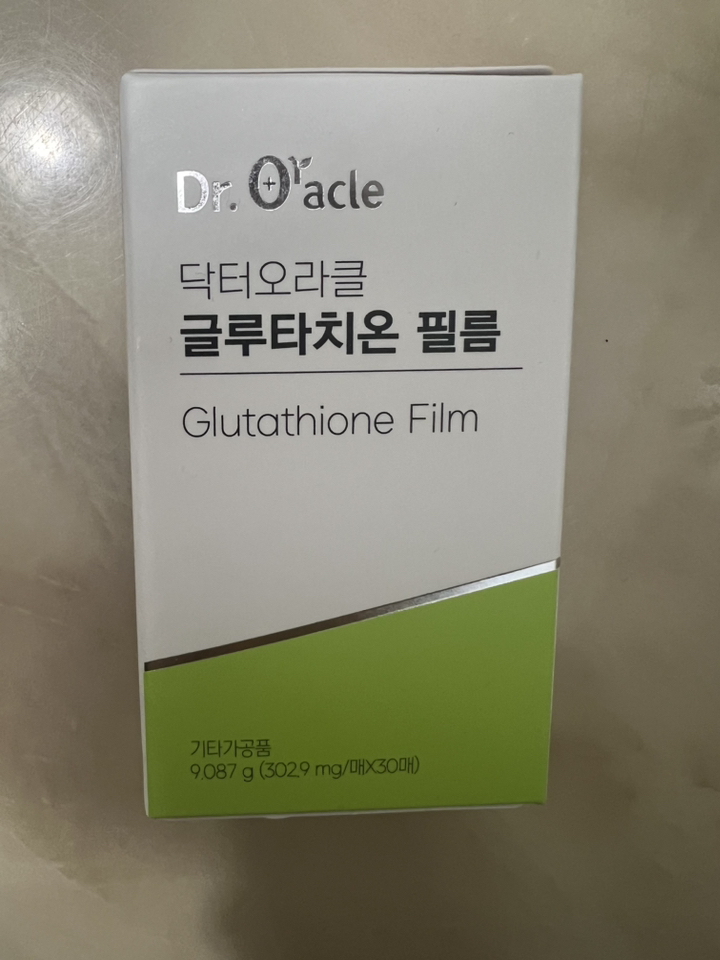 Dr. Oracle
닥터오라클
글루타치온 필름
Glutathione Film
기타가공품
9.087 g (302.9 mg/매X30매)